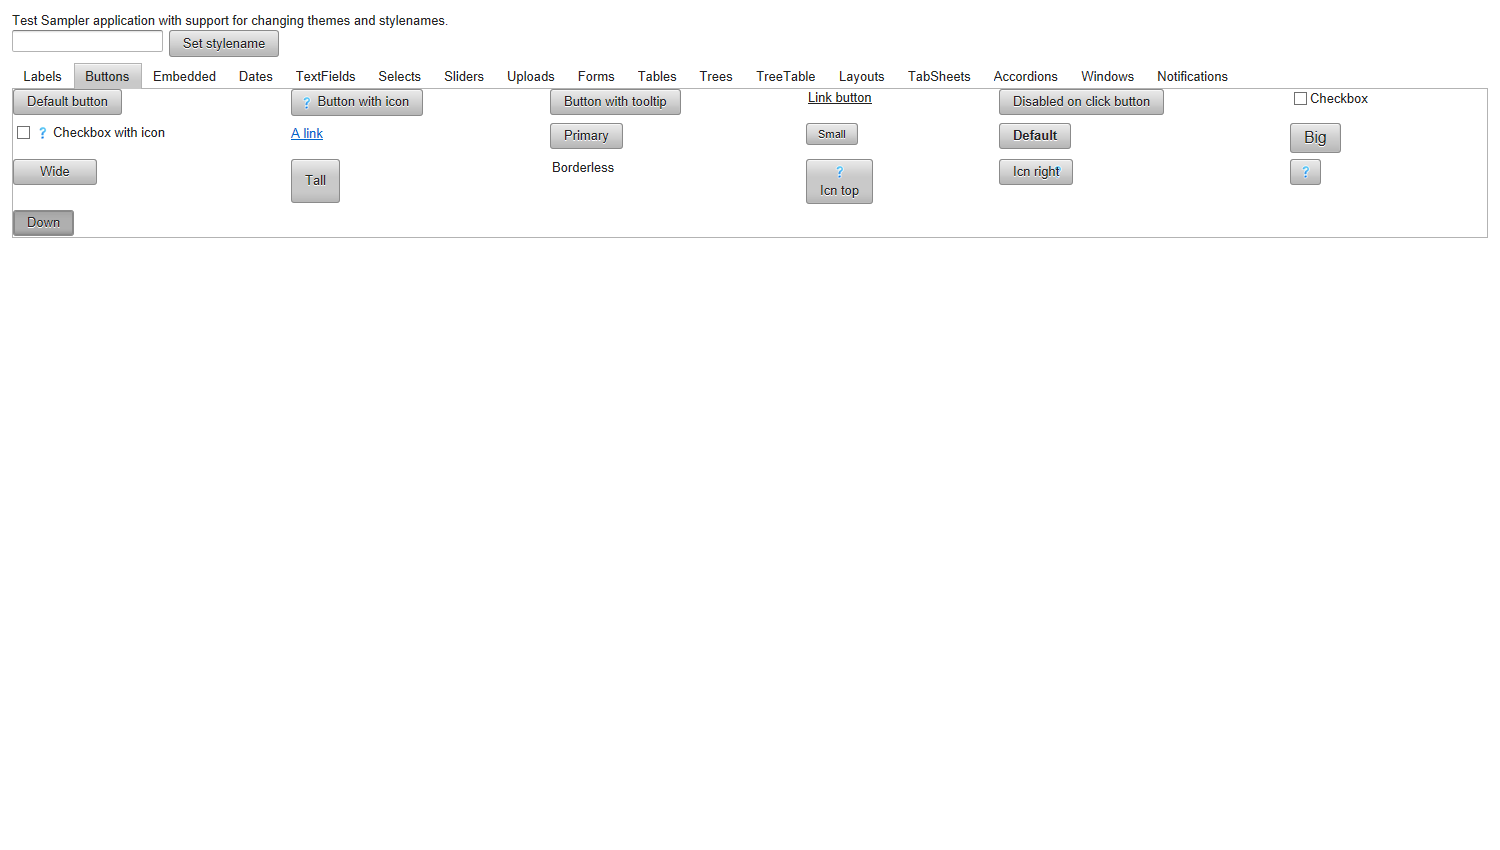 Test Sampler application with support for changing themes and stylenames.
Set stylename
Labels Buttons Embedded Dates TextFields Selects Sliders Uploads Forms Tables Trees TreeTable Layouts TabSheets Accordions Windows Notifications
Default button ? Button with icon Button with tooltip Link button Disabled on click button Checkbox
? Checkbox with icon A link Primary Small Default Big
Wide Tall Borderless ? Icn top Icn right ?
Down